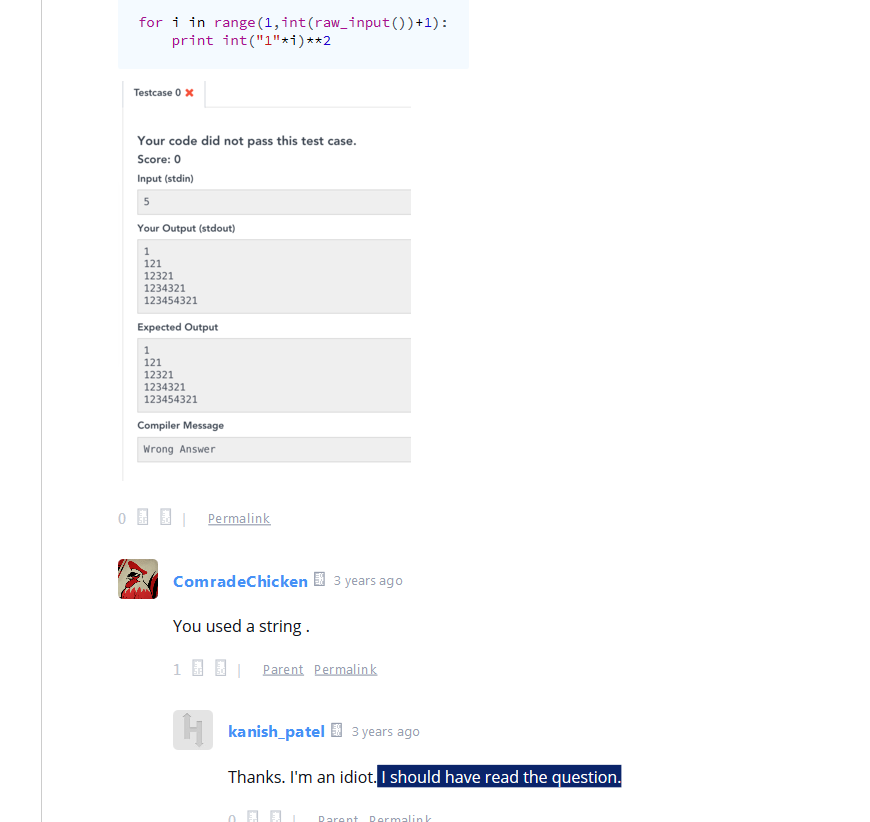 for i in range(1,int(raw_input())+1):
print int("1"*i)**2
Testcase 0 ✖
Your code did not pass this test case.
Score: 0
Input (stdin)
5
Your Output (stdout)
1
121
12321
1234321
123454321
Expected Output
1
121
12321
1234321
123454321
Compiler Message
Wrong Answer
0 | Permalink
ComradeChicken 3 years ago
You used a string .
1 | Parent Permalink
kanish_patel 3 years ago
Thanks. I'm an idiot. I should have read the question.
0 | Parent Permalink